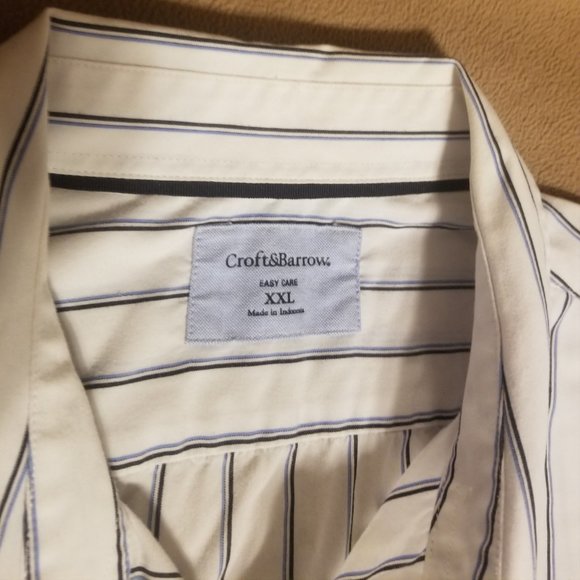 Croft&Barrow.
EASY CARE
XXL
Made in Indonesia